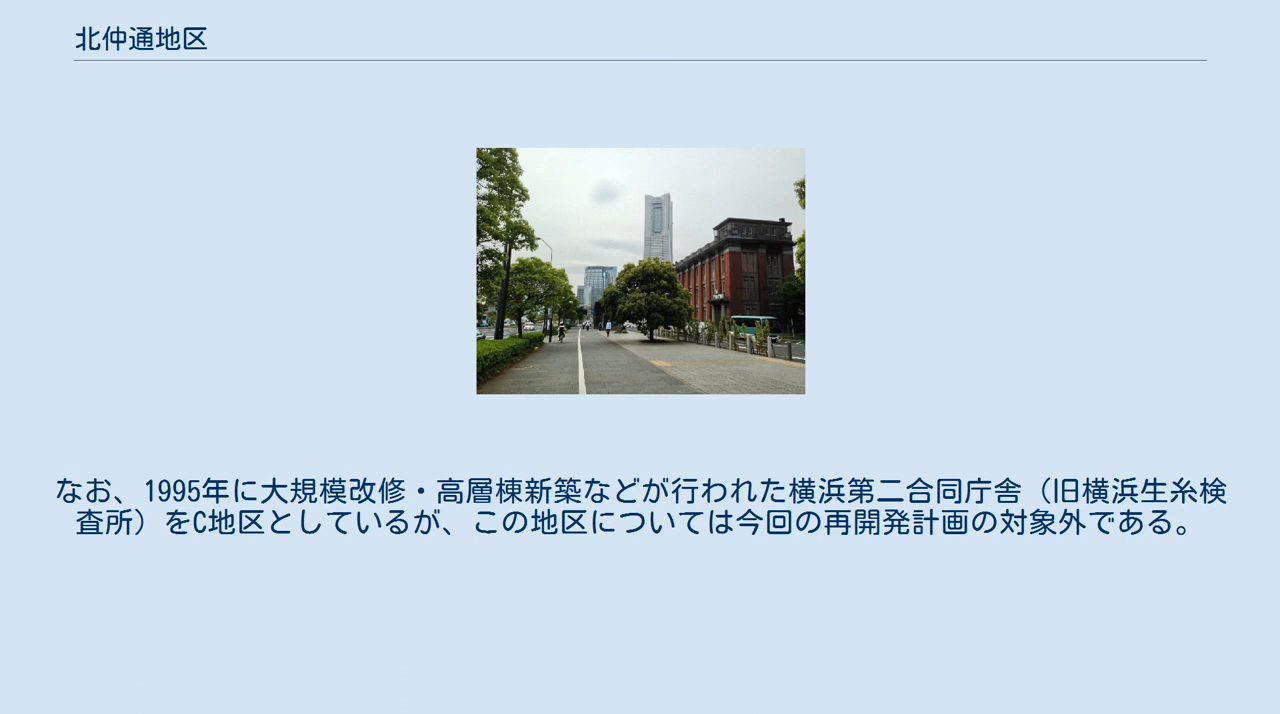 北仲通地区
なお、1995年に大規模改修・高層棟新築などが行われた横浜第二合同庁舎（旧横浜生糸検
査所）をC地区としているが、この地区については今回の再開発計画の対象外である。